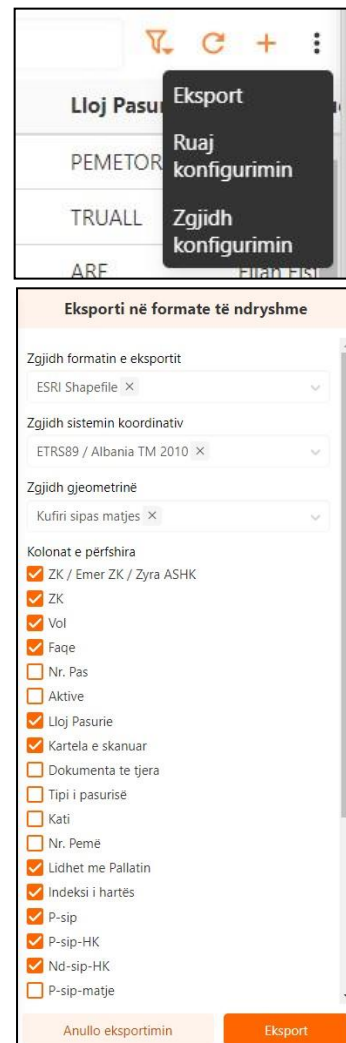 Lloj Pasu
Eksport
Ruaj
konfigurimin
Zgjidh
konfigurimin
PEMETOR
TRUALL
ARE
Eksporti në formate të ndryshme
Zgjidh formatin e eksportit
ESRI Shapefile ×
Zgjidh sistemin koordinativ
ETRS89 / Albania TM 2010 ×
Zgjidh gjeometrinë
Kufiri sipas matjes ×
Kolonat e përfshira
ZK / Emer ZK / Zyra ASHK
ZK
Vol
Faqe
Nr. Pas
Aktive
Lloj Pasurie
Kartela e skanuar
Dokumenta te tjera
Tipi i pasurisë
Kati
Nr. Pemë
Lidhet me Pallatin
Indeksi i hartës
P-sip
P-sip-HK
Nd-sip-HK
P-sip-matje
Anullo eksportimin
Eksport